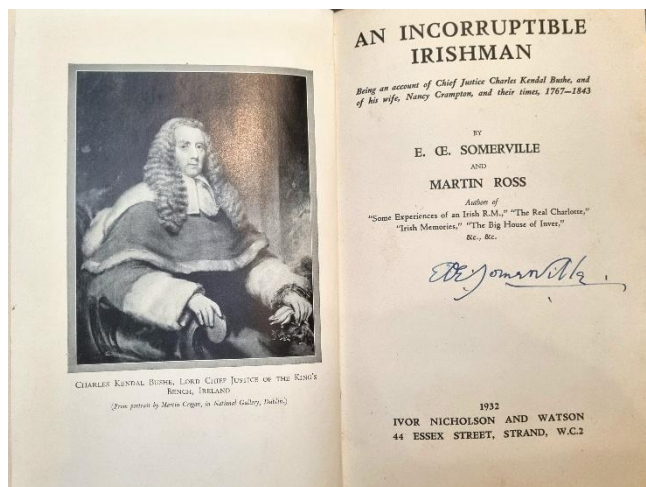 CHARLES KENDAL BUSHE, LORD CHIEF JUSTICE OF THE KING'S
BENCH, IRELAND
(From portrait by Martin Cregan, in National Gallery, Dublin.)
AN INCORRUPTIBLE
IRISHMAN
Being an account of Chief Justice Charles Kendal Bushe, and
of his wife, Nancy Crampton, and their times, 1767—1843
BY
E. Œ. SOMERVILLE
AND
MARTIN ROSS
Authors of
"Some Experiences of an Irish R.M.," "The Real Charlotte,"
"Irish Memories," "The Big House of Inver,"
&c., &c.
E Œ Somerville.
1932
IVOR NICHOLSON AND WATSON
44 ESSEX STREET, STRAND, W.C.2